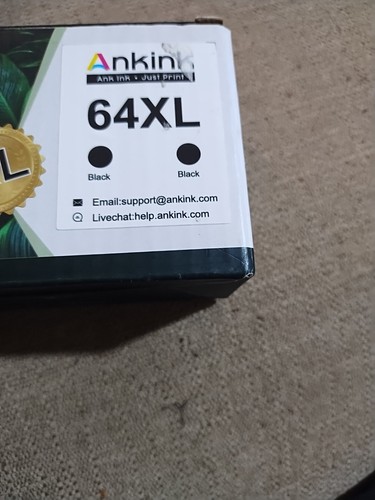 Ankink
Ank Ink • Just Print
64XL
Black
Black
Email:support@ankink.com
Livechat:help.ankink.com
L